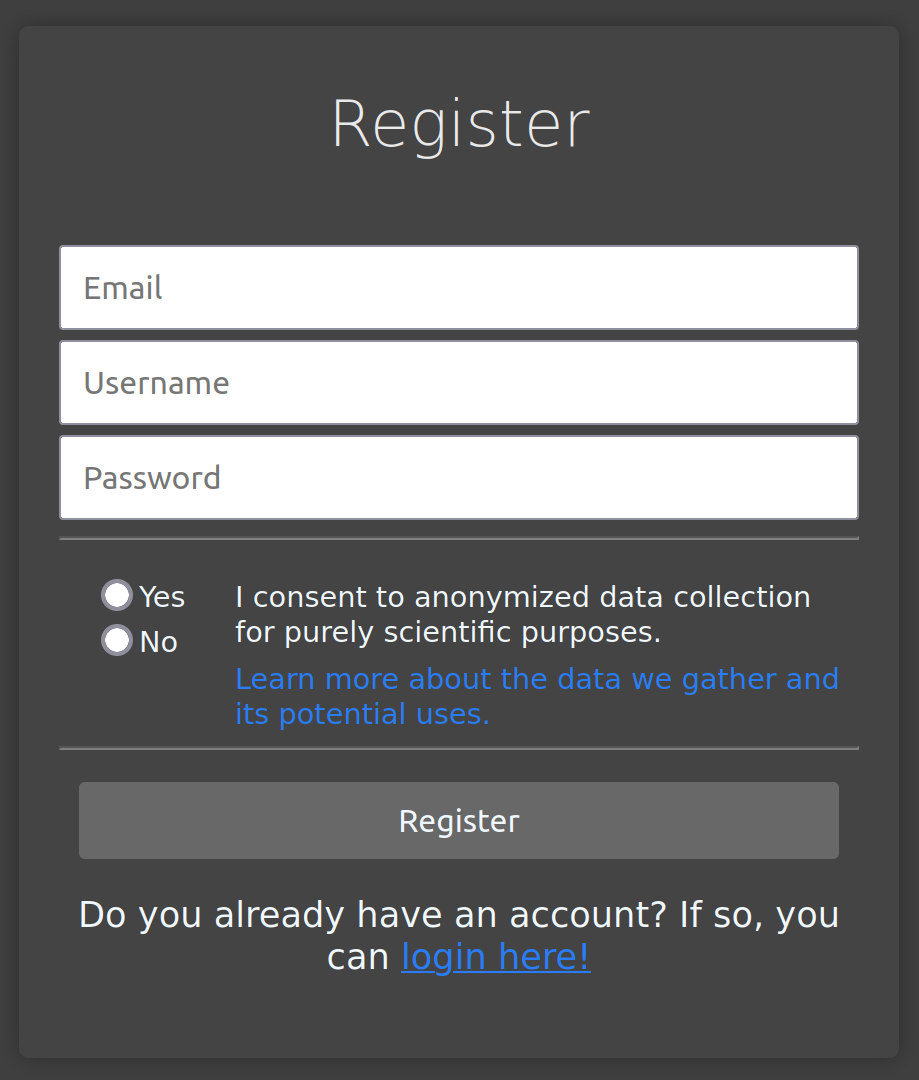 Register
Email
Username
Password
Yes
No
I consent to anonymized data collection
for purely scientific purposes.
Learn more about the data we gather and
its potential uses.
Register
Do you already have an account? If so, you
can login here!